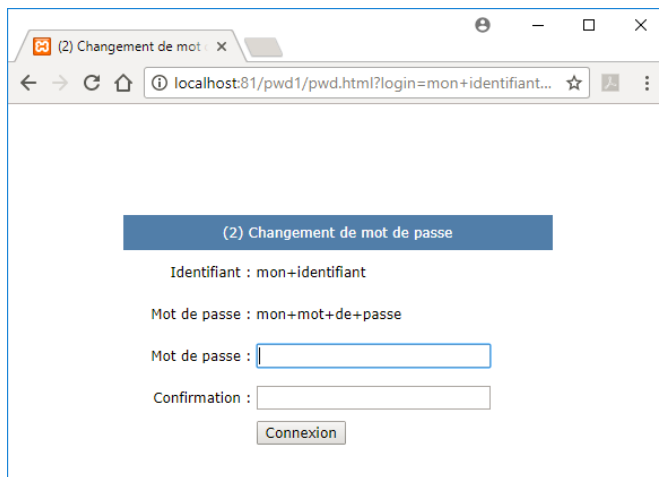 (2) Changement de mot
localhost:81/pwd1/pwd.html?login=mon+identifiant...
(2) Changement de mot de passe
Identifiant : mon+identifiant
Mot de passe : mon+mot+de+passe
Mot de passe :
Confirmation :
Connexion